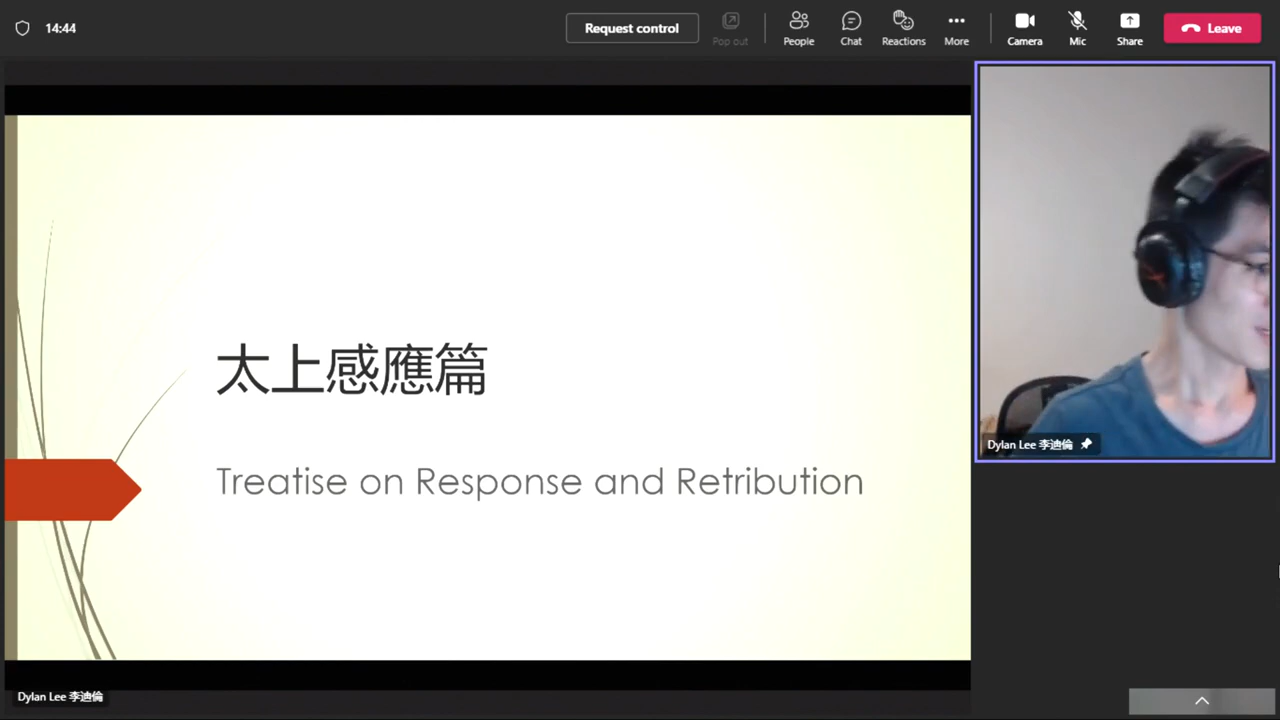 14:44
Request control
Pop out
People
Chat
Reactions
More
Camera
Mic
Share
Leave
太上感應篇
Treatise on Response and Retribution
Dylan Lee 李迪倫
Dylan Lee 李迪倫